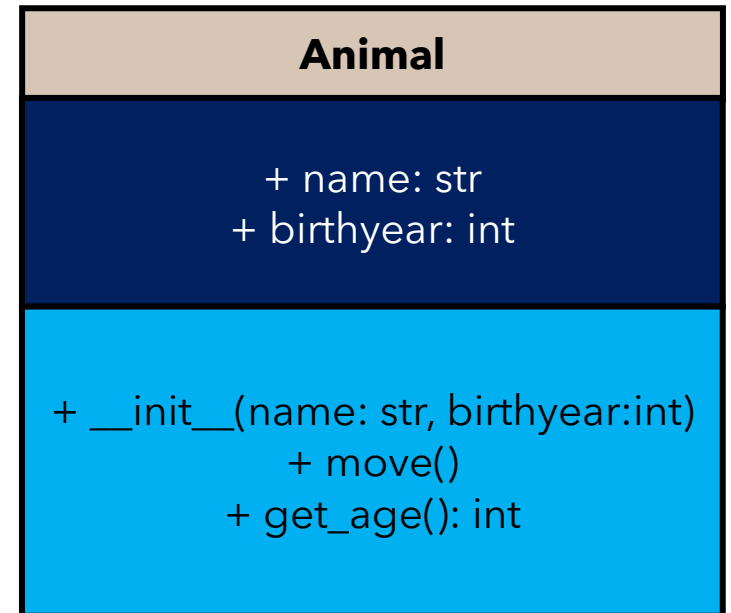 Animal
+ name: str
+ birthyear: int
+ __init__(name: str, birthyear:int)
+ move()
+ get_age(): int